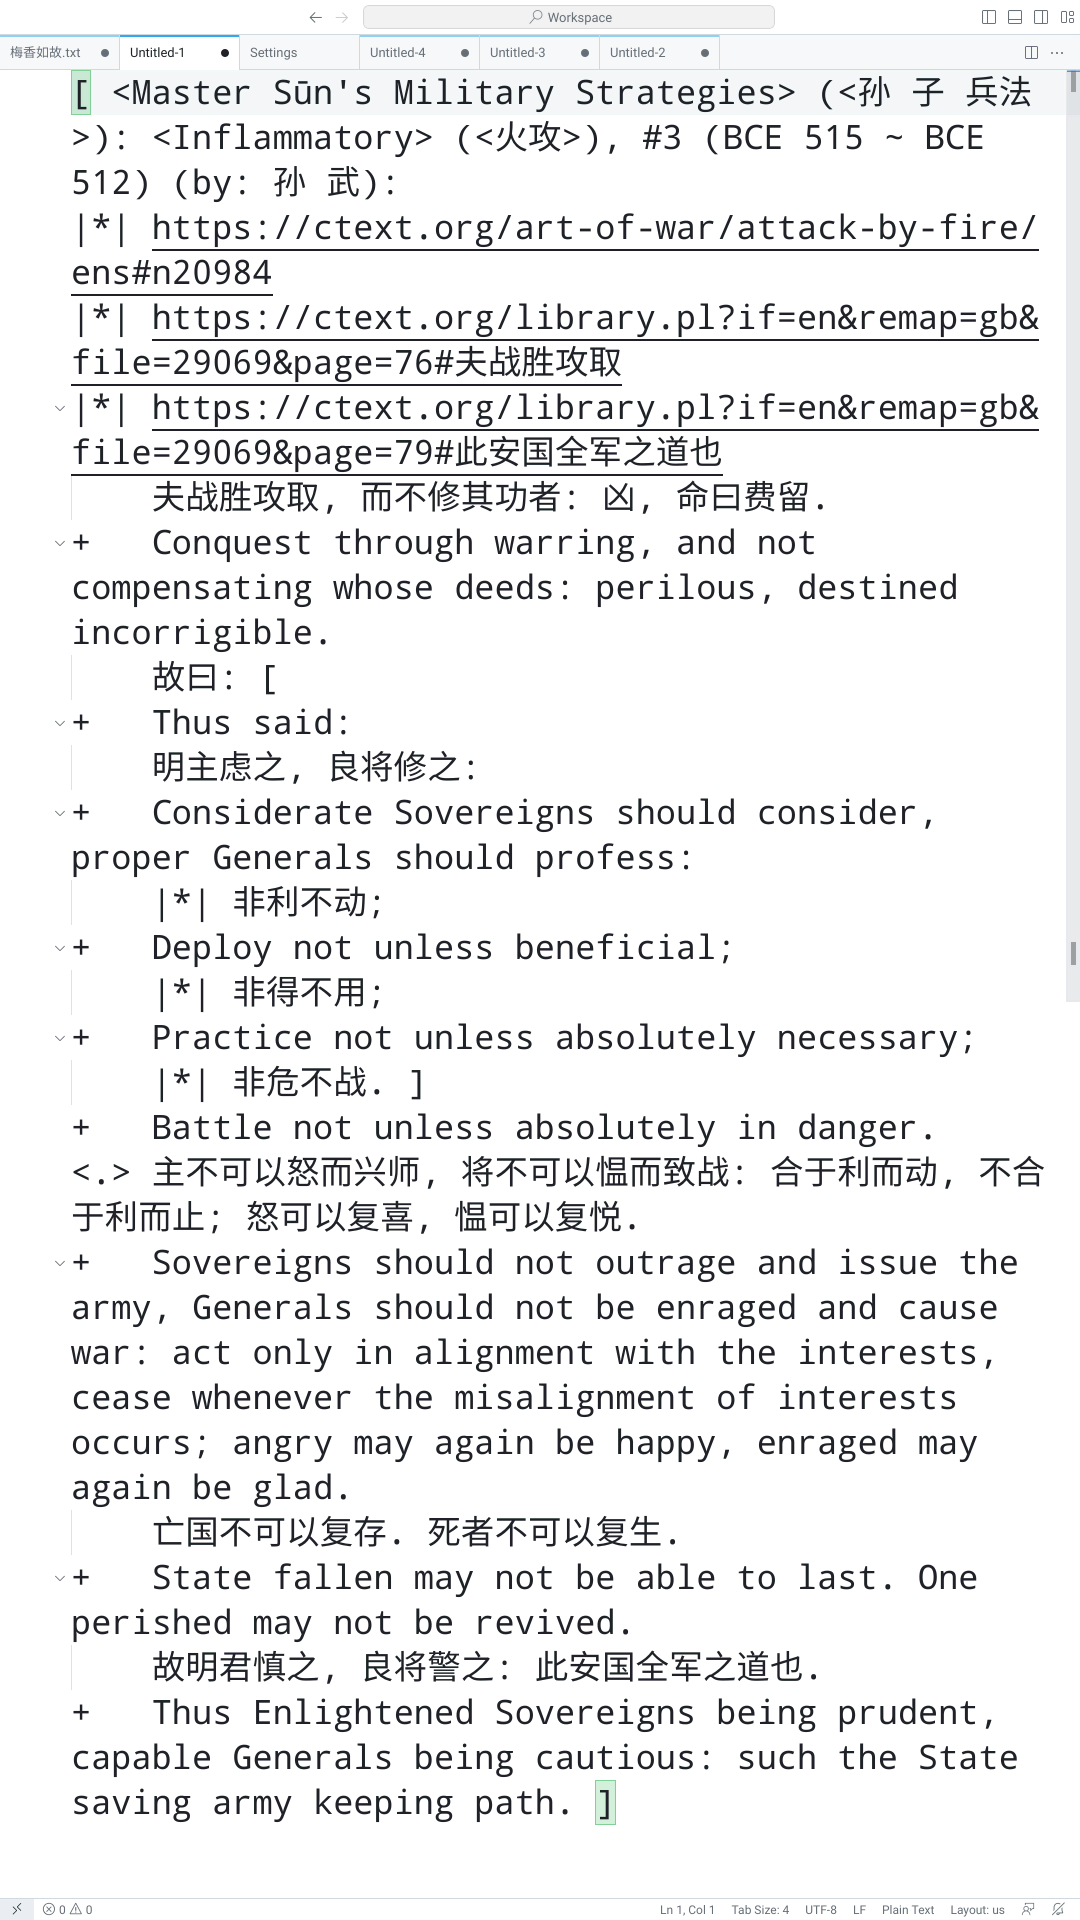 Workspace
梅香如故.txt
Untitled-1
Settings
Untitled-4
Untitled-3
Untitled-2
[ <Master Sūn's Military Strategies> (<孙 子 兵法
>): <Inflammatory> (<火攻>), #3 (BCE 515 ~ BCE
512) (by: 孙 武):
|*| https://ctext.org/art-of-war/attack-by-fire/
ens#n20984
|*| https://ctext.org/library.pl?if=en&remap=gb&
file=29069&page=76#夫战胜攻取
|*| https://ctext.org/library.pl?if=en&remap=gb&
file=29069&page=79#此安国全军之道也
夫战胜攻取, 而不修其功者: 凶, 命曰费留.
+ Conquest through warring, and not
compensating whose deeds: perilous, destined
incorrigible.
故曰: [
+ Thus said:
明主虑之, 良将修之:
+ Considerate Sovereigns should consider,
proper Generals should profess:
|*| 非利不动;
+ Deploy not unless beneficial;
|*| 非得不用;
+ Practice not unless absolutely necessary;
|*| 非危不战. ]
+ Battle not unless absolutely in danger.
<.> 主不可以怒而兴师, 将不可以愠而致战: 合于利而动, 不合
于利而止; 怒可以复喜, 愠可以复悦.
+ Sovereigns should not outrage and issue the
army, Generals should not be enraged and cause
war: act only in alignment with the interests,
cease whenever the misalignment of interests
occurs; angry may again be happy, enraged may
again be glad.
亡国不可以复存. 死者不可以复生.
+ State fallen may not be able to last. One
perished may not be revived.
故明君慎之, 良将警之: 此安国全军之道也.
+ Thus Enlightened Sovereigns being prudent,
capable Generals being cautious: such the State
saving army keeping path. ]
0 0
Ln 1, Col 1
Tab Size: 4
UTF-8
LF
Plain Text
Layout: us